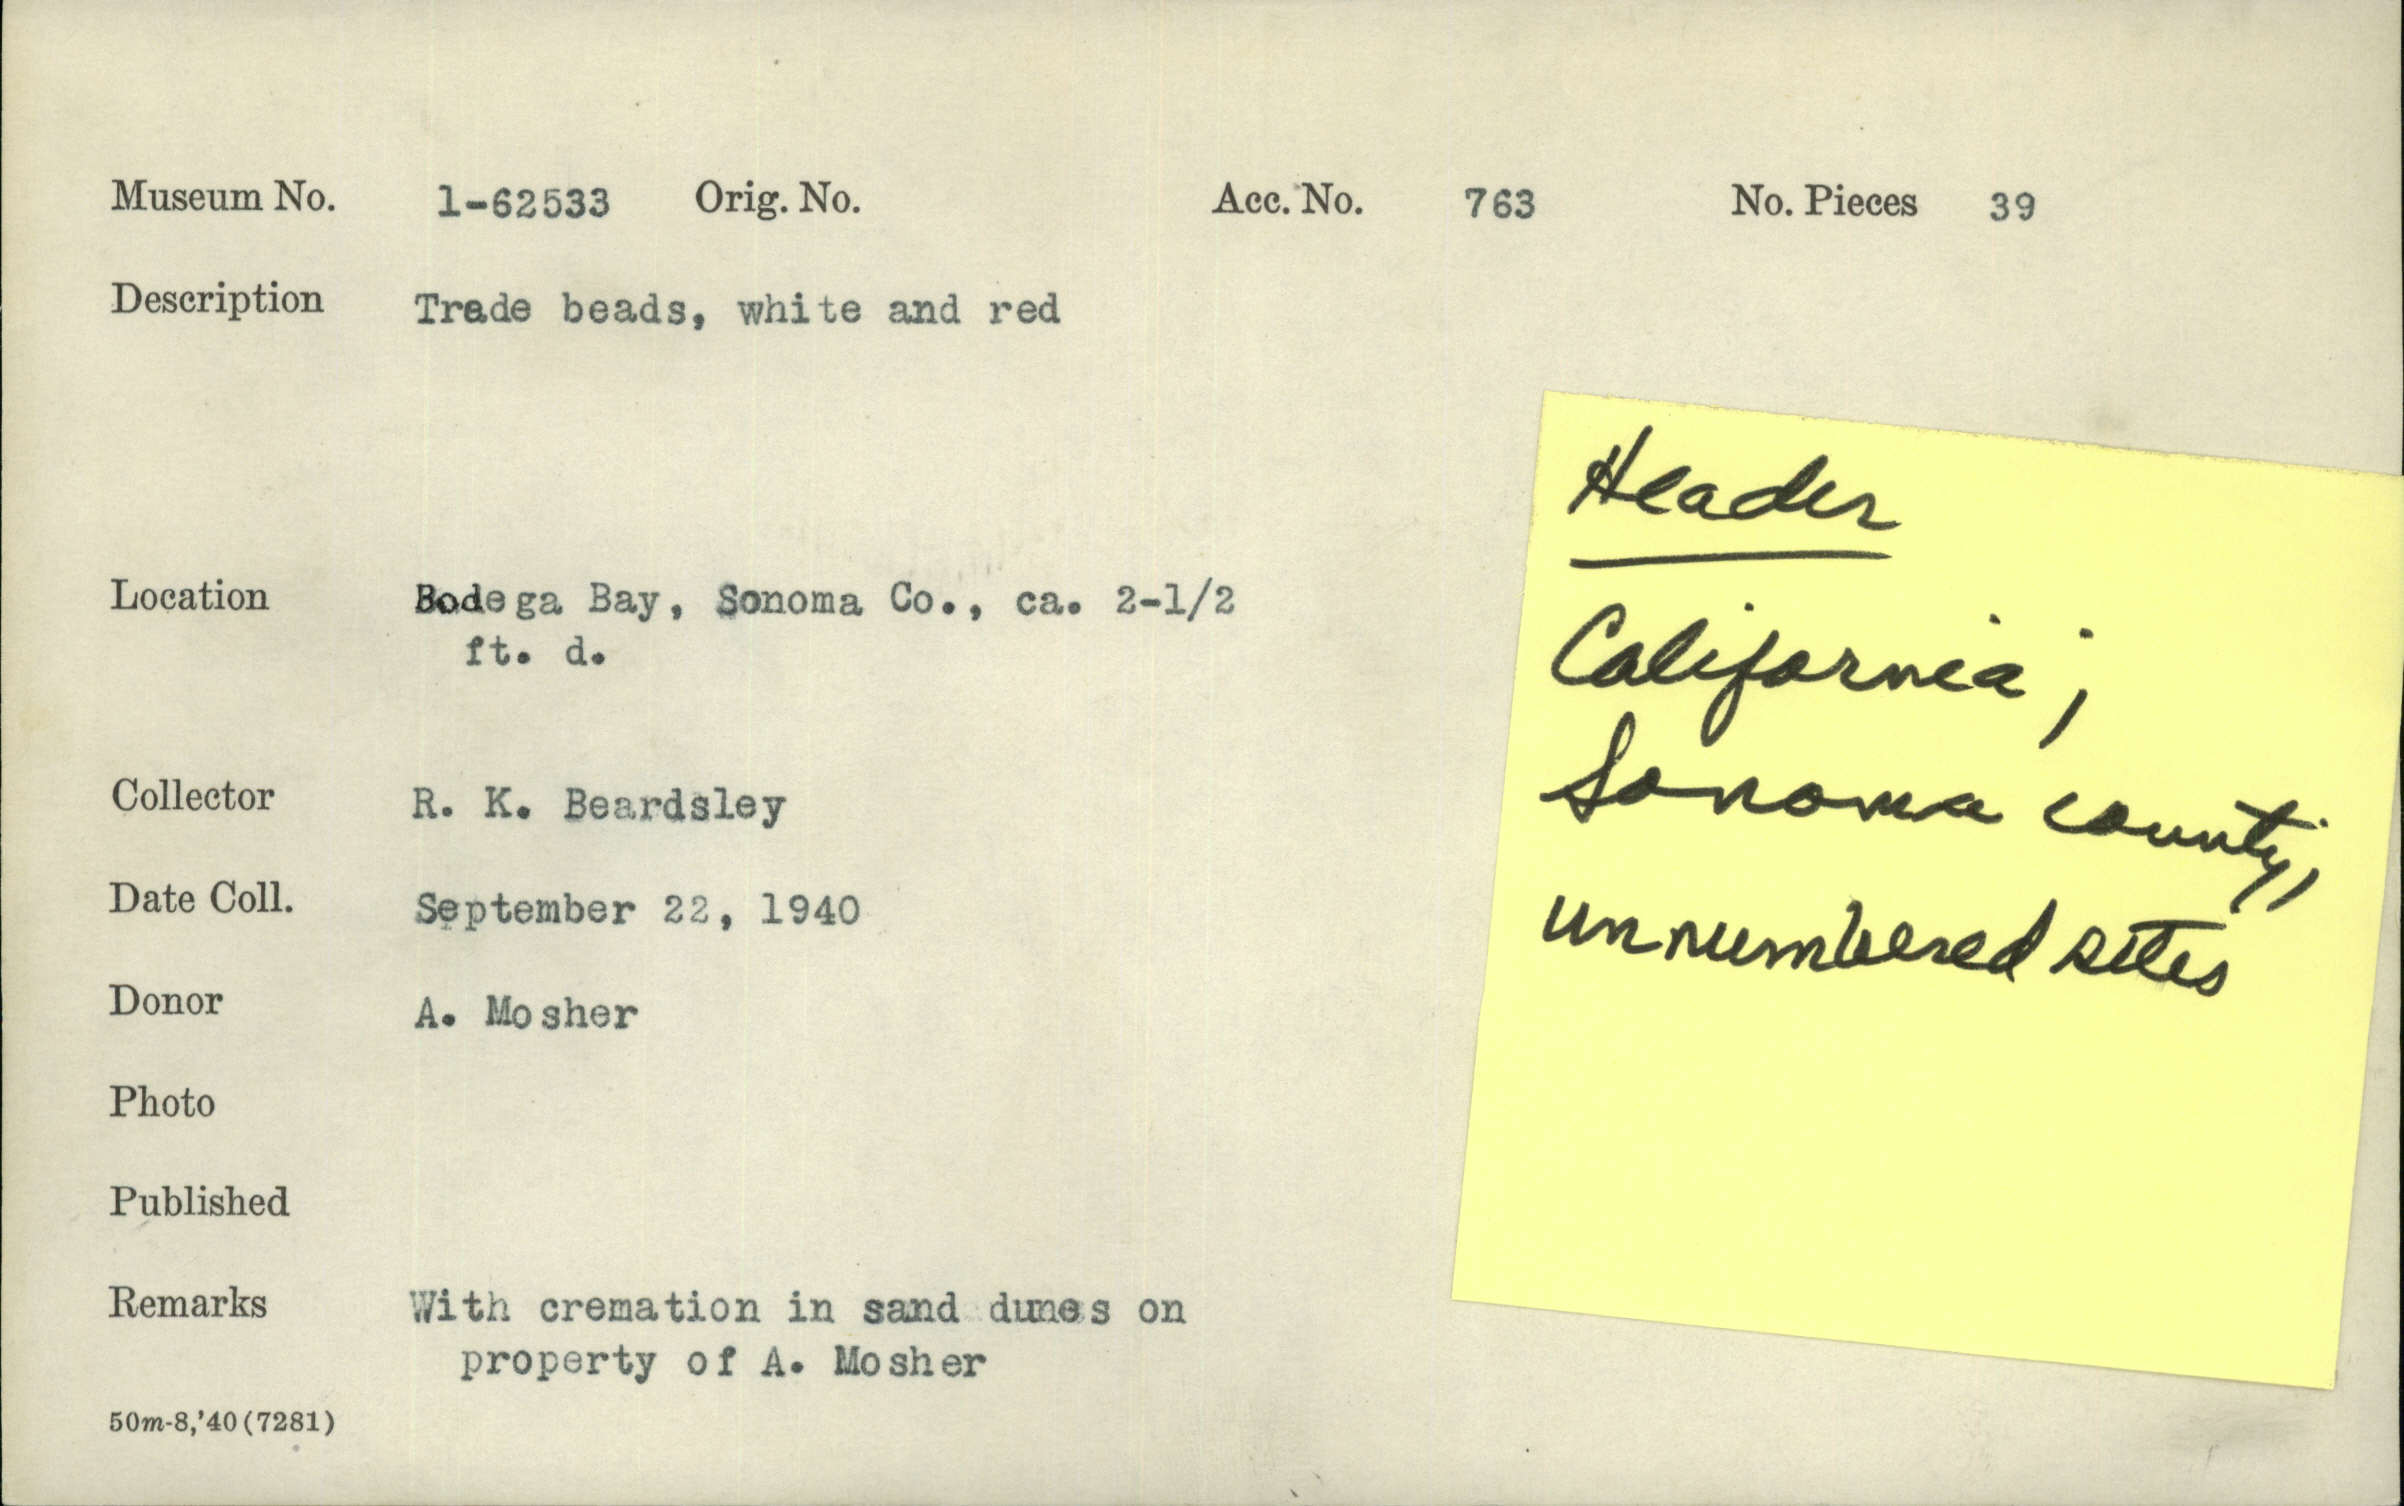 Museum No. 1-62533 Orig. No. Acc. No. 763 No. Pieces 39
Description Trade beads, white and red
Location Bodega Bay, Sonoma Co., ca. 2-1/2
ft. d.
Collector R. K. Beardsley
Date Coll. September 22, 1940
Donor A. Mosher
Photo
Published
Remarks With cremation in sand dunes on
property of A. Mosher
50m-8,'40(7281)
Header
California;
Sonoma county,
unnumbered sites